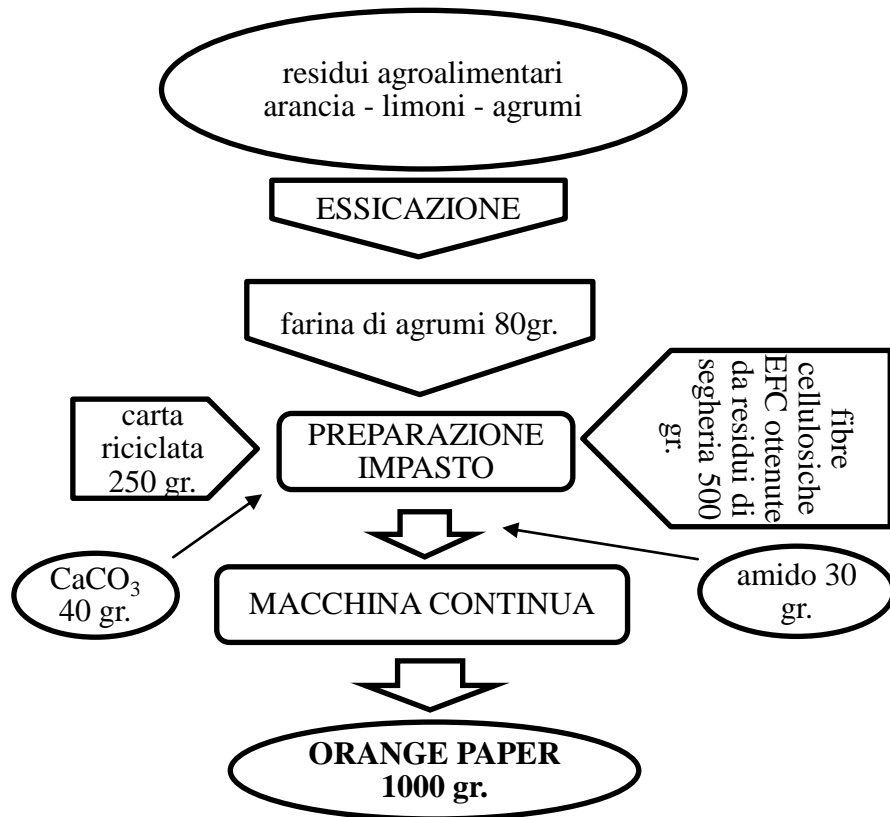 residui agroalimentari
arancia - limoni - agrumi
ESSICAZIONE
farina di agrumi 80gr.
carta
riciclata
250 gr.
PREPARAZIONE
IMPASTO
fibre
cellulosiche
EFC ottenute
da residui di
segheria 500
gr.
CaCO₃
40 gr.
MACCHINA CONTINUA
amido 30
gr.
ORANGE PAPER
1000 gr.